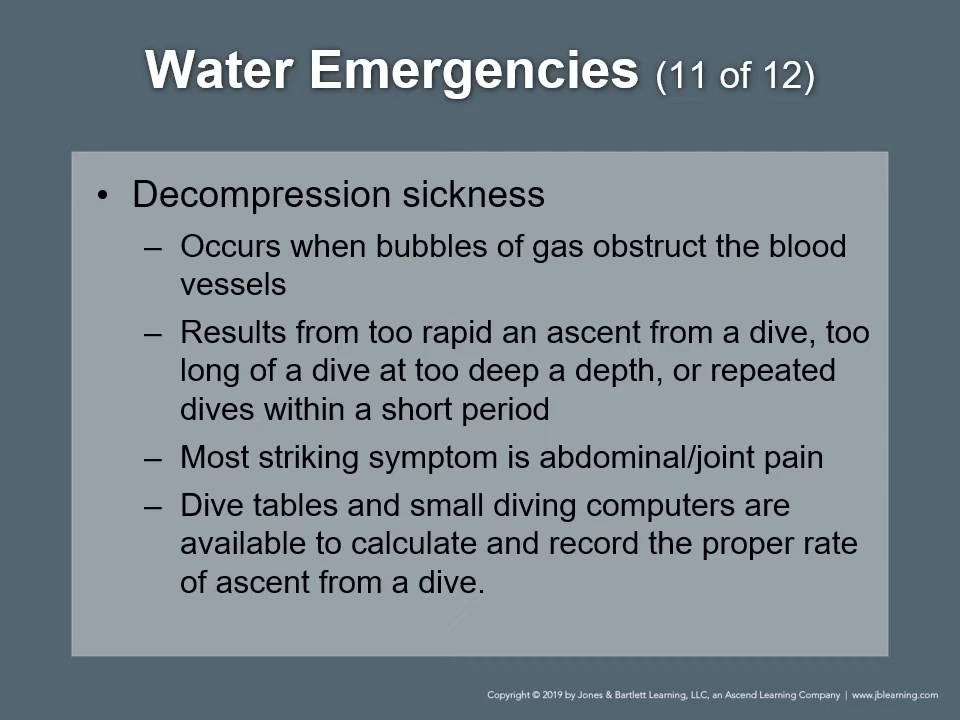 Water Emergencies (11 of 12)
• Decompression sickness
– Occurs when bubbles of gas obstruct the blood
vessels
– Results from too rapid an ascent from a dive, too
long of a dive at too deep a depth, or repeated
dives within a short period
– Most striking symptom is abdominal/joint pain
– Dive tables and small diving computers are
available to calculate and record the proper rate
of ascent from a dive.
Copyright © 2019 by Jones & Bartlett Learning, LLC, an Ascend Learning Company | www.jblearning.com